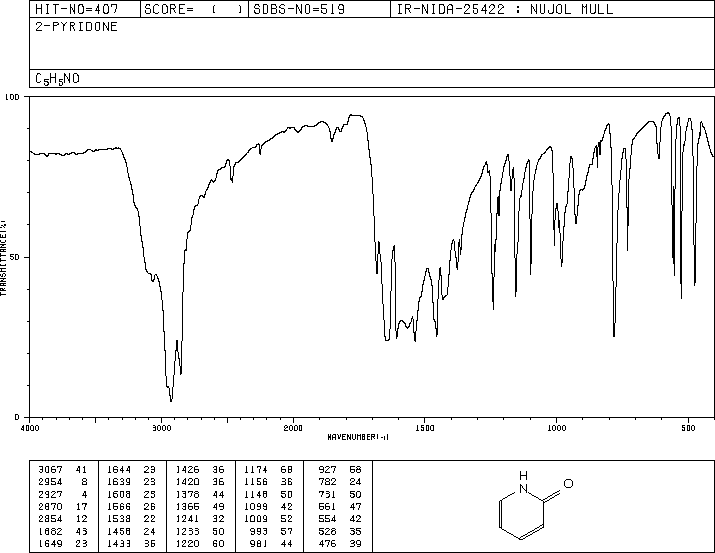 HIT-NO=407 SCORE= ( ) SDBS-NO=519 IR-NIDA-25422 : NUJOL MULL
2-PYRIDONE
C5H5NO
100
50
0
TRANSMITTANCE(%)
4000 3000 2000 1500 1000 500
WAVENUMBER(-1)
3067 41 1644 23 1426 36 1174 68 927 58
2954 8 1639 23 1420 36 1156 36 782 24
2927 4 1608 23 1378 44 1148 50 731 50
2870 17 1566 26 1366 49 1099 42 561 47
2854 12 1538 22 1241 32 1009 52 554 42
1682 43 1458 24 1233 50 993 57 528 35
1649 23 1433 36 1220 60 981 44 476 39
H
N
O